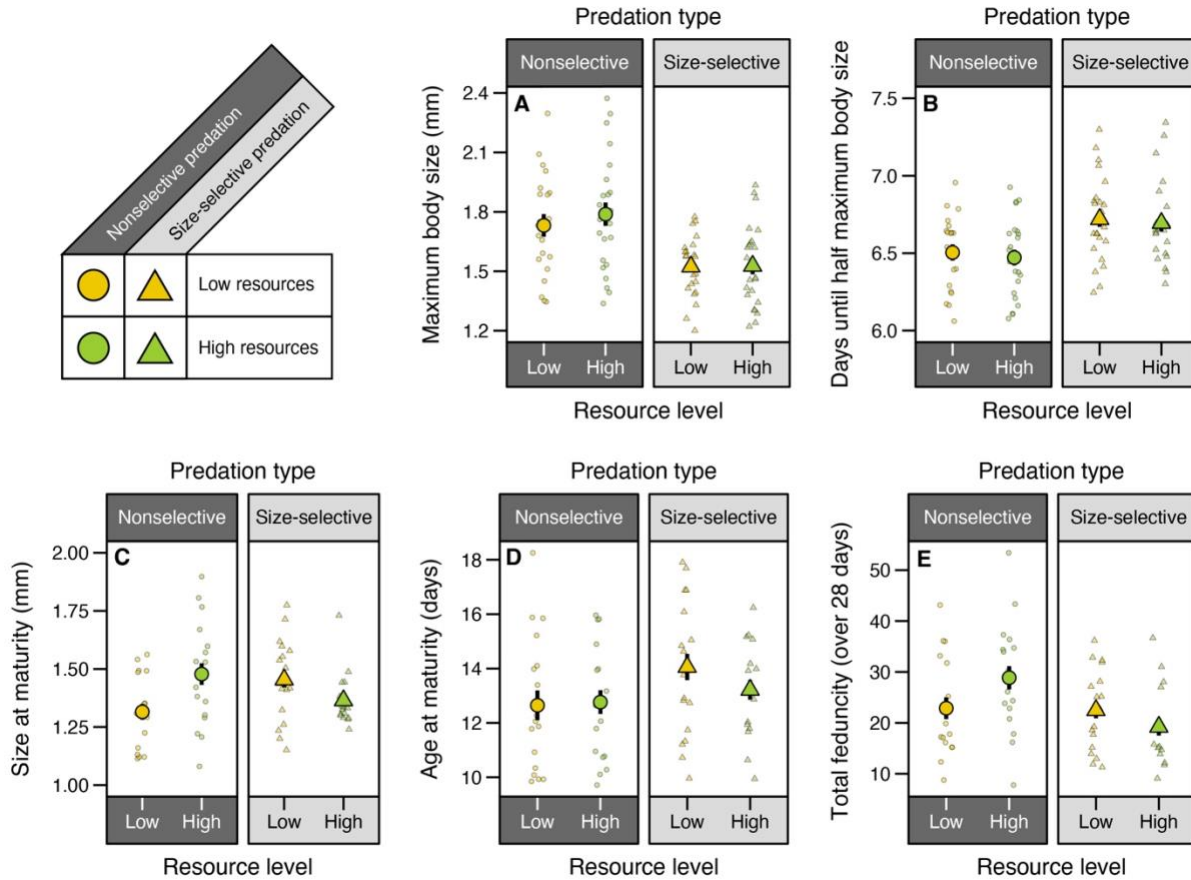 Nonselective predation
Size-selective predation
Low resources
High resources
Predation type
Nonselective
Size-selective
A
Maximum body size (mm)
2.4
2.1
1.8
1.5
1.2
Low
High
Low
High
Resource level
Predation type
Nonselective
Size-selective
B
Days until half maximum body size
7.5
7.0
6.5
6.0
Low
High
Low
High
Resource level
Predation type
Nonselective
Size-selective
C
Size at maturity (mm)
2.00
1.75
1.50
1.25
1.00
Low
High
Low
High
Resource level
Predation type
Nonselective
Size-selective
D
Age at maturity (days)
18
16
14
12
10
Low
High
Low
High
Resource level
Predation type
Nonselective
Size-selective
E
Total feduncity (over 28 days)
50
40
30
20
10
Low
High
Low
High
Resource level